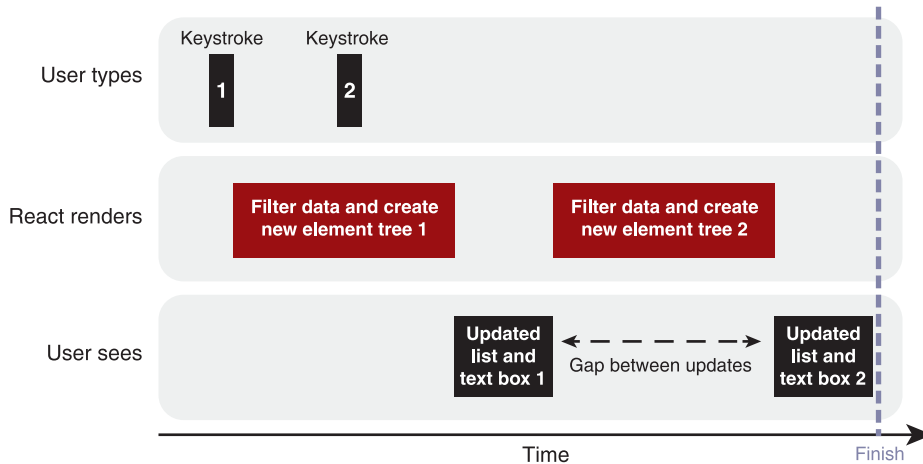 Keystroke
Keystroke
User types
1
2
React renders
Filter data and create
new element tree 1
Filter data and create
new element tree 2
User sees
Updated
list and
text box 1
Gap between updates
Updated
list and
text box 2
Time
Finish